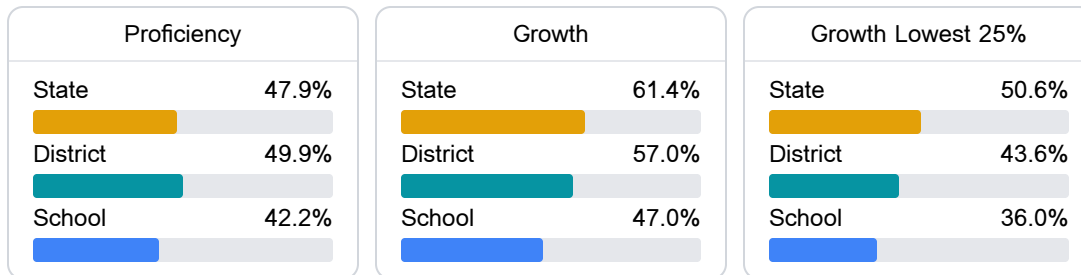 Proficiency
State 47.9%
District 49.9%
School 42.2%
Growth
State 61.4%
District 57.0%
School 47.0%
Growth Lowest 25%
State 50.6%
District 43.6%
School 36.0%